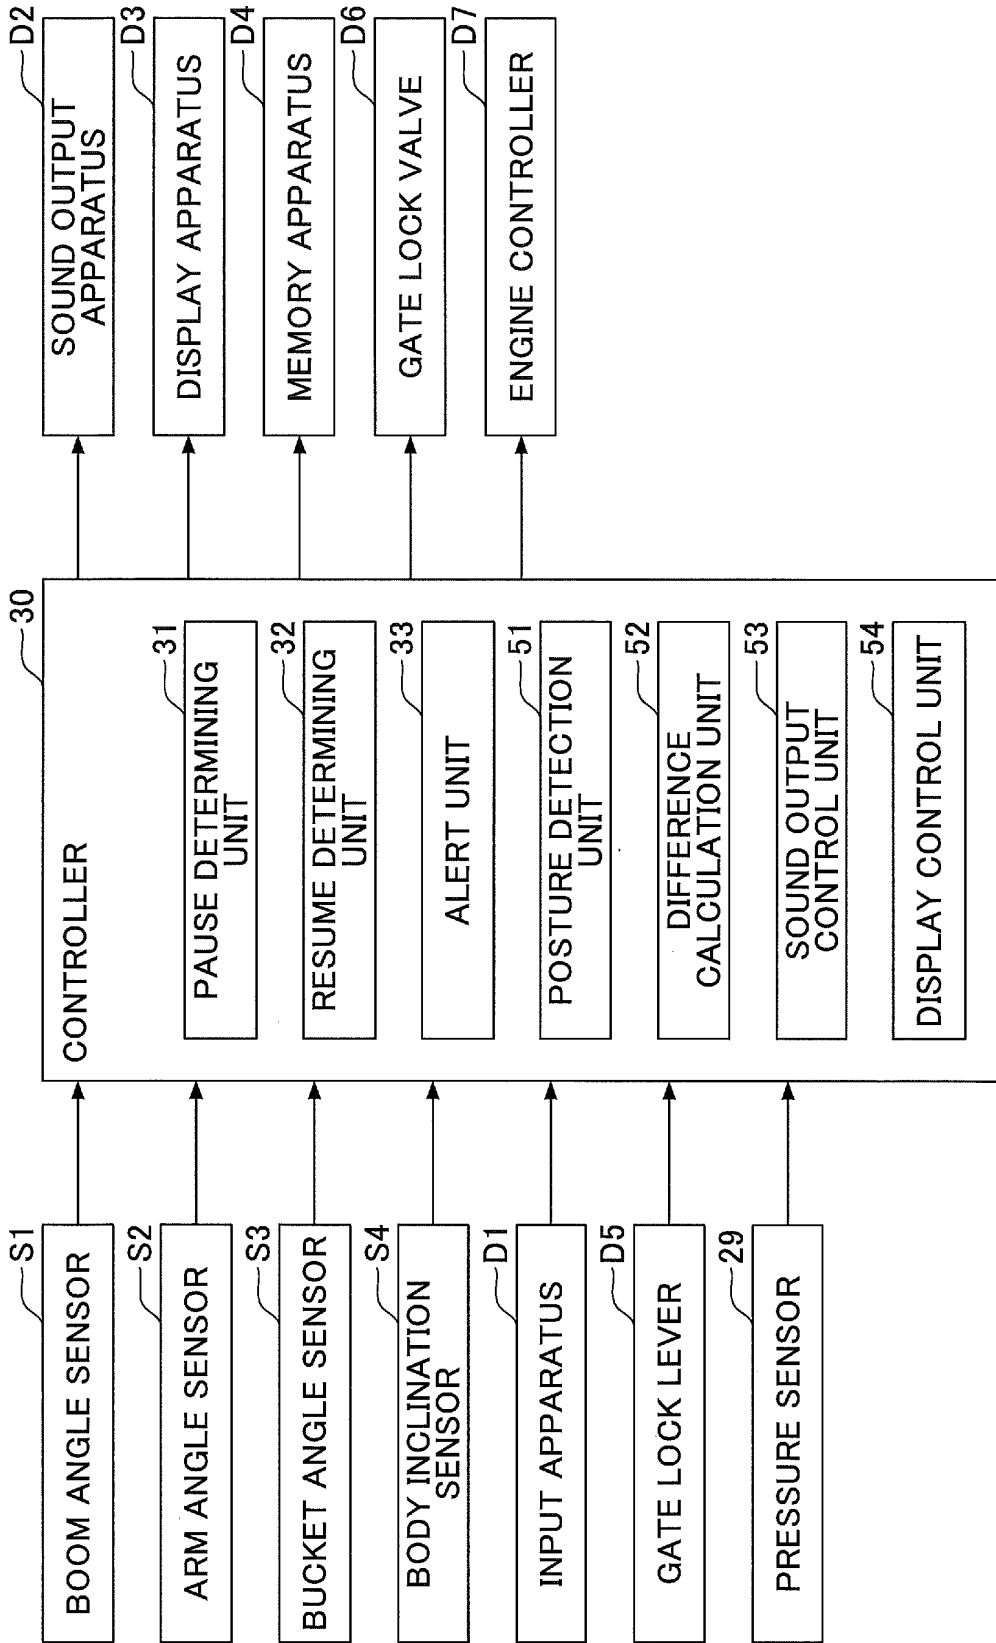 S1
BOOM ANGLE SENSOR
S2
ARM ANGLE SENSOR
S3
BUCKET ANGLE SENSOR
S4
BODY INCLINATION
SENSOR
D1
INPUT APPARATUS
D5
GATE LOCK LEVER
29
PRESSURE SENSOR
30
CONTROLLER
31
PAUSE DETERMINING
UNIT
32
RESUME DETERMINING
UNIT
33
ALERT UNIT
51
POSTURE DETECTION
UNIT
52
DIFFERENCE
CALCULATION UNIT
53
SOUND OUTPUT
CONTROL UNIT
54
DISPLAY CONTROL UNIT
D2
SOUND OUTPUT
APPARATUS
D3
DISPLAY APPARATUS
D4
MEMORY APPARATUS
D6
GATE LOCK VALVE
D7
ENGINE CONTROLLER